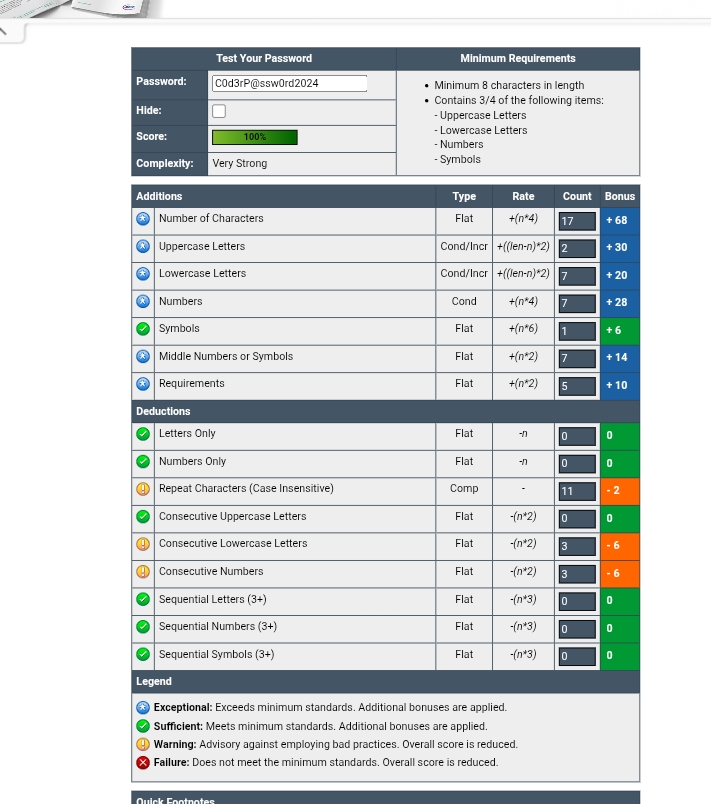 Test Your Password Minimum Requirements
Password: C0d3rP@ssw0rd2024
• Minimum 8 characters in length
• Contains 3/4 of the following items:
- Uppercase Letters
- Lowercase Letters
- Numbers
- Symbols
Hide:
Score: 100%
Complexity: Very Strong
Additions Type Rate Count Bonus
Number of Characters Flat +(n*4) 17 + 68
Uppercase Letters Cond/Incr +((len-n)*2) 2 + 30
Lowercase Letters Cond/Incr +((len-n)*2) 7 + 20
Numbers Cond +(n*4) 7 + 28
Symbols Flat +(n*6) 1 + 6
Middle Numbers or Symbols Flat +(n*2) 7 + 14
Requirements Flat +(n*2) 5 + 10
Deductions
Letters Only Flat -n 0 0
Numbers Only Flat -n 0 0
Repeat Characters (Case Insensitive) Comp - 11 - 2
Consecutive Uppercase Letters Flat -(n*2) 0 0
Consecutive Lowercase Letters Flat -(n*2) 3 - 6
Consecutive Numbers Flat -(n*2) 3 - 6
Sequential Letters (3+) Flat -(n*3) 0 0
Sequential Numbers (3+) Flat -(n*3) 0 0
Sequential Symbols (3+) Flat -(n*3) 0 0
Legend
Exceptional: Exceeds minimum standards. Additional bonuses are applied.
Sufficient: Meets minimum standards. Additional bonuses are applied.
Warning: Advisory against employing bad practices. Overall score is reduced.
Failure: Does not meet the minimum standards. Overall score is reduced.
Quick Footnotes